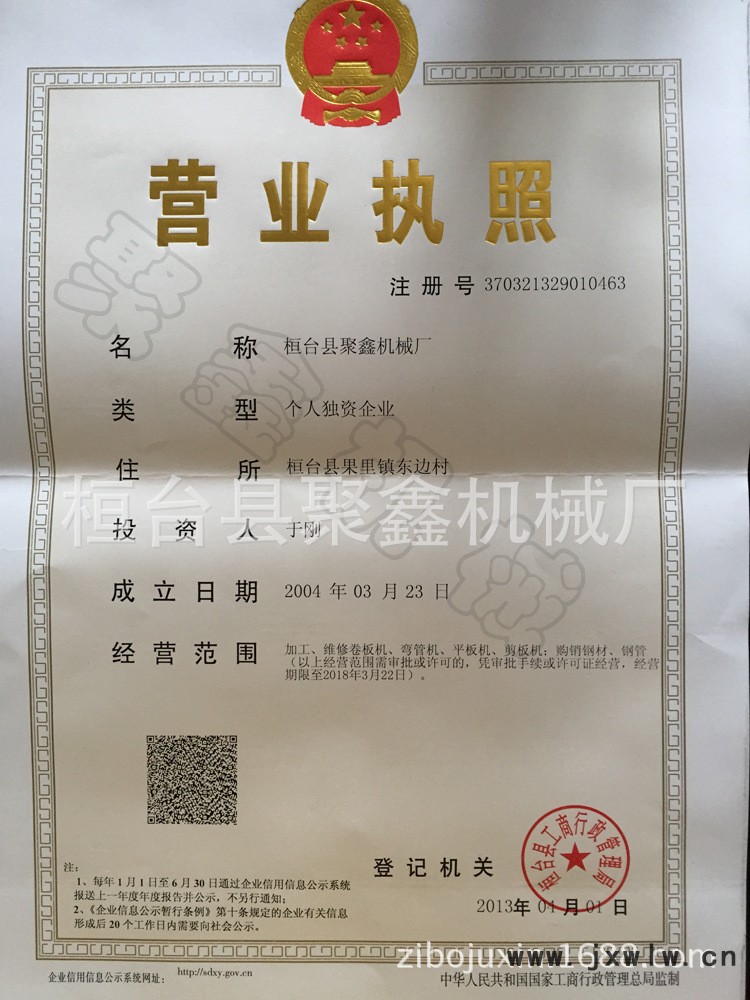 营业执照
注册号 370321329010463
名称 桓台县聚鑫机械厂
类型 个人独资企业
住所 桓台县果里镇东边村
桓台县聚鑫机械厂
投资人 于刚
成立日期 2004 年 03 月 23 日
经营范围 加工、维修卷板机、弯管机、平板机、剪板机；购销钢材、钢管
（以上经营范围需审批或许可的，凭审批手续或许可证经营，经营
期限至2018年3月22日）。
桓台县工商行政管理局
登记机关
2013年 01 月 01 日
注：
1、每年 1 月 1 日至 6 月 30 日通过企业信用信息公示系统
报送上一年度年度报告并公示，不另行通知；
2、《企业信息公示暂行条例》第十条规定的企业有关信息
形成后 20 个工作日内需要向社会公示。
zibojuxin.1688.com
www.jxwlw.cn
企业信用信息公示系统网址： http://sdxy.gov.cn
中华人民共和国国家工商行政管理总局监制